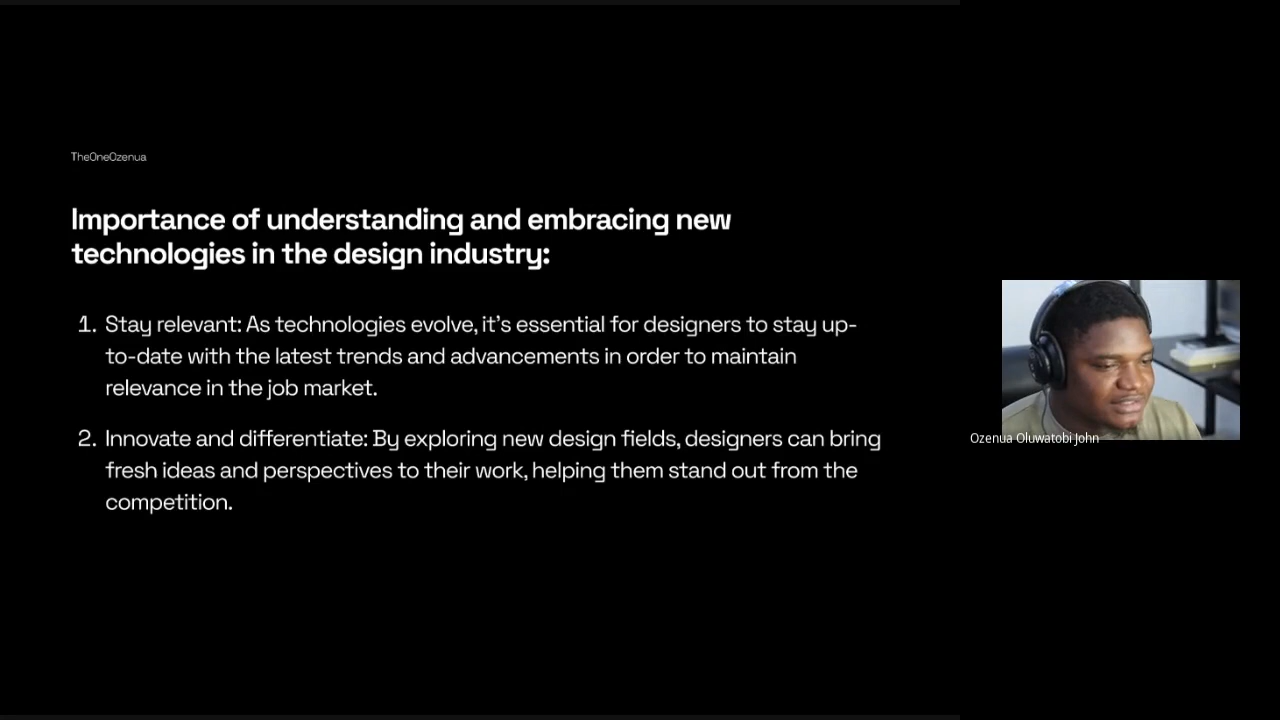 TheOneOzenua
Importance of understanding and embracing new
technologies in the design industry:
1. Stay relevant: As technologies evolve, it's essential for designers to stay up-
to-date with the latest trends and advancements in order to maintain
relevance in the job market.
2. Innovate and differentiate: By exploring new design fields, designers can bring
fresh ideas and perspectives to their work, helping them stand out from the
competition.
Ozenua Oluwatobi John